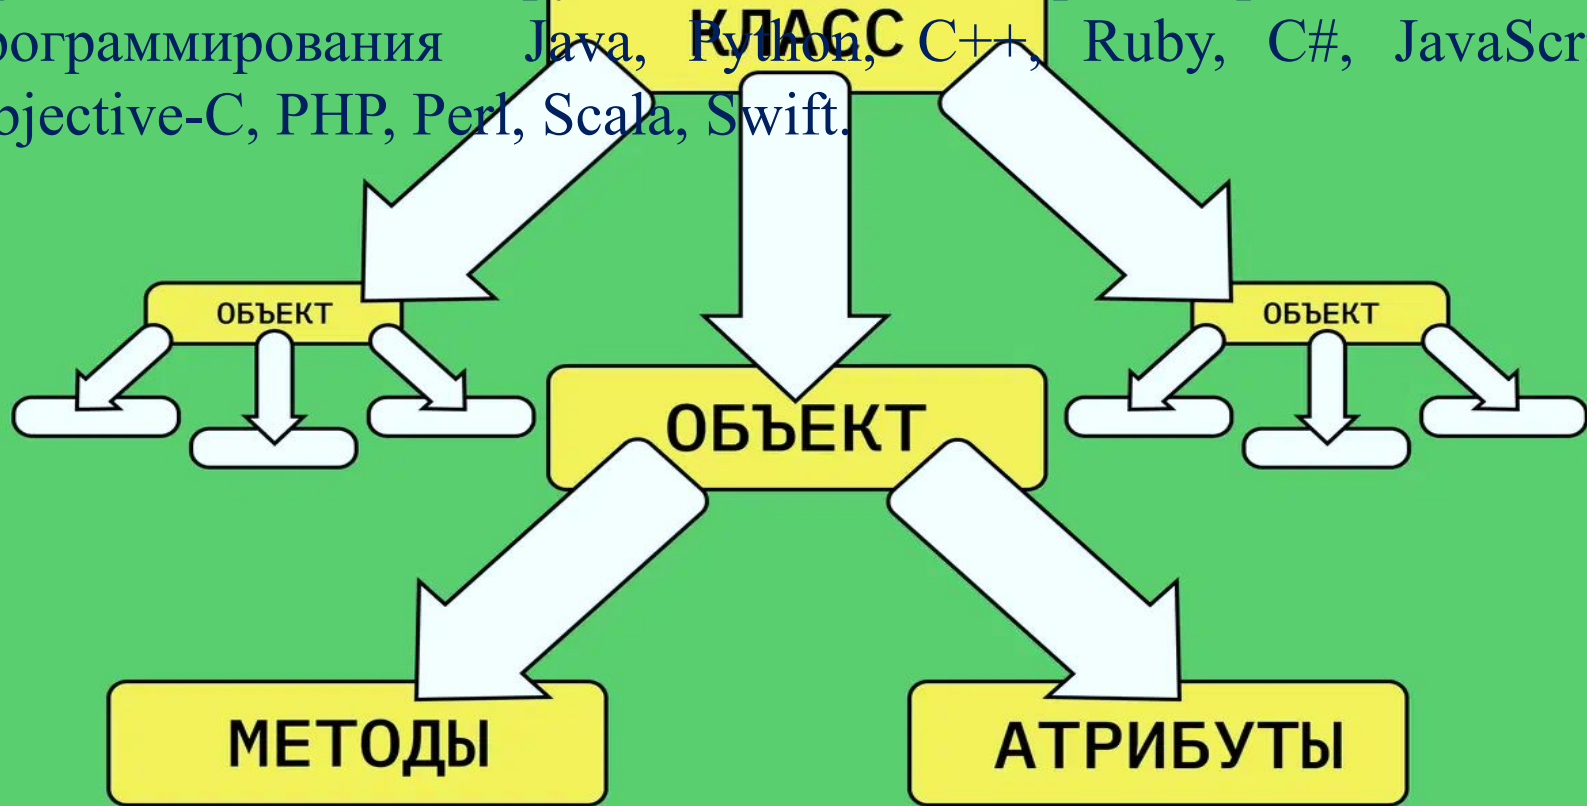 КЛАСС
рограммирования Java, Python, C++, Ruby, C#, JavaScr
bjective-C, PHP, Perl, Scala, Swift.
ОБЪЕКТ
ОБЪЕКТ
ОБЪЕКТ
МЕТОДЫ
АТРИБУТЫ